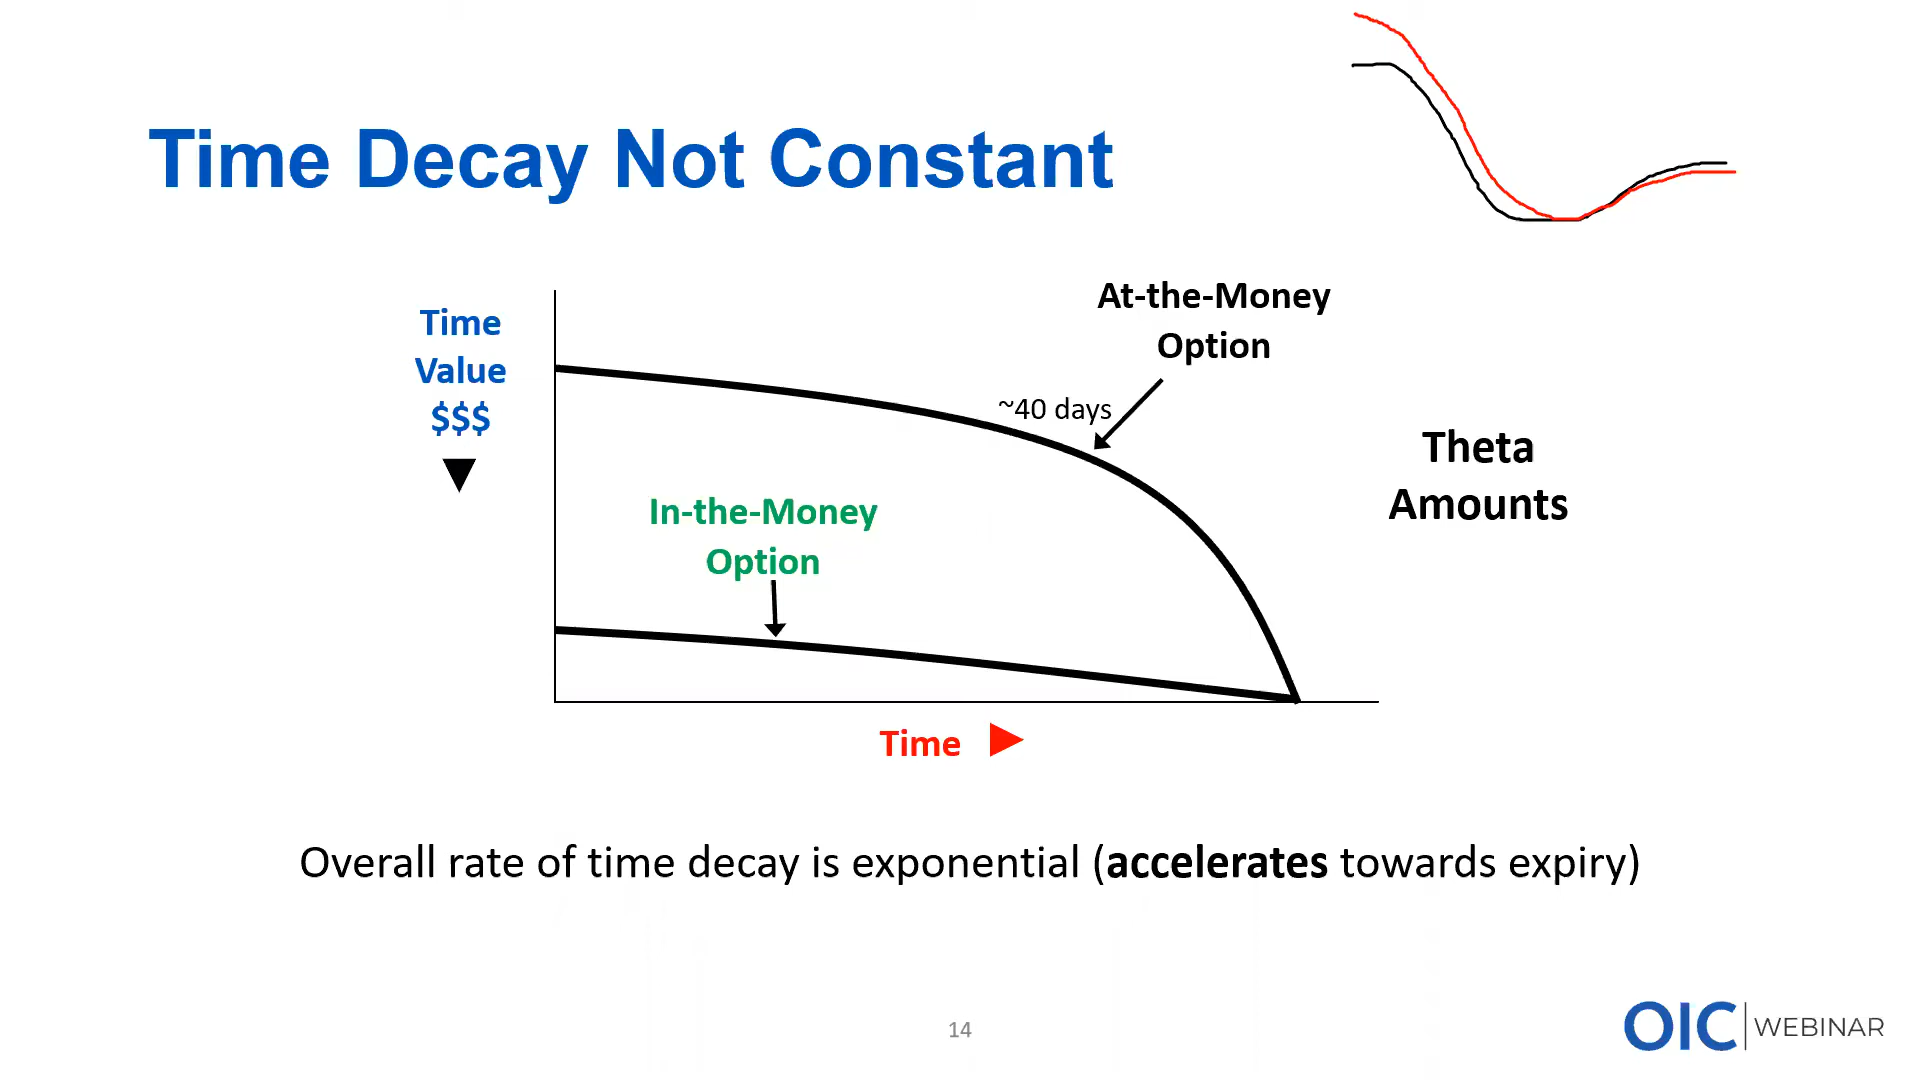 Time Decay Not Constant
Time
Value
$$$
At-the-Money
Option
~40 days
In-the-Money
Option
Theta
Amounts
Time
Overall rate of time decay is exponential (accelerates towards expiry)
14
OIC WEBINAR